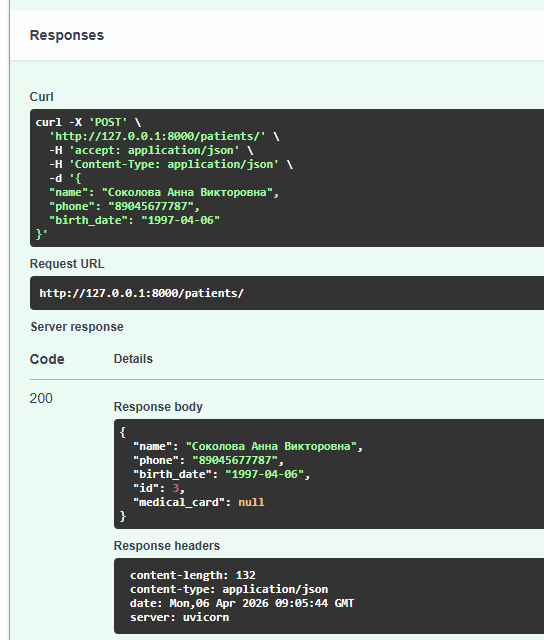 Responses
Curl
curl -X 'POST' \
  'http://127.0.0.1:8000/patients/' \
  -H 'accept: application/json' \
  -H 'Content-Type: application/json' \
  -d '{
  "name": "Соколова Анна Викторовна",
  "phone": "89045677787",
  "birth_date": "1997-04-06"
}'
Request URL
http://127.0.0.1:8000/patients/
Server response
Code Details
200
Response body
{
  "name": "Соколова Анна Викторовна",
  "phone": "89045677787",
  "birth_date": "1997-04-06",
  "id": 3,
  "medical_card": null
}
Response headers
content-length: 132
content-type: application/json
date: Mon,06 Apr 2026 09:05:44 GMT
server: uvicorn